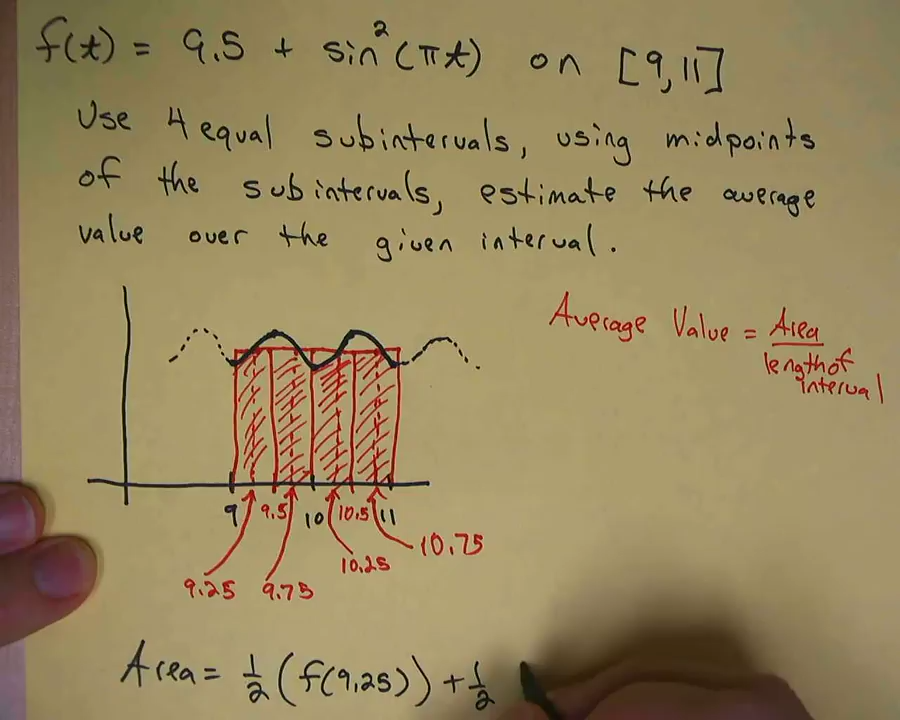 f(t) = 9.5 + sin²(πt) on [9,11]
Use 4 equal subintervals, using midpoints
of the subintervals, estimate the average
value over the given interval.
Average Value = Area
length of
interval
9 9.5 10 10.5 11
9.25 9.75 10.25 10.75
Area = 1/2 (f(9.25)) + 1/2